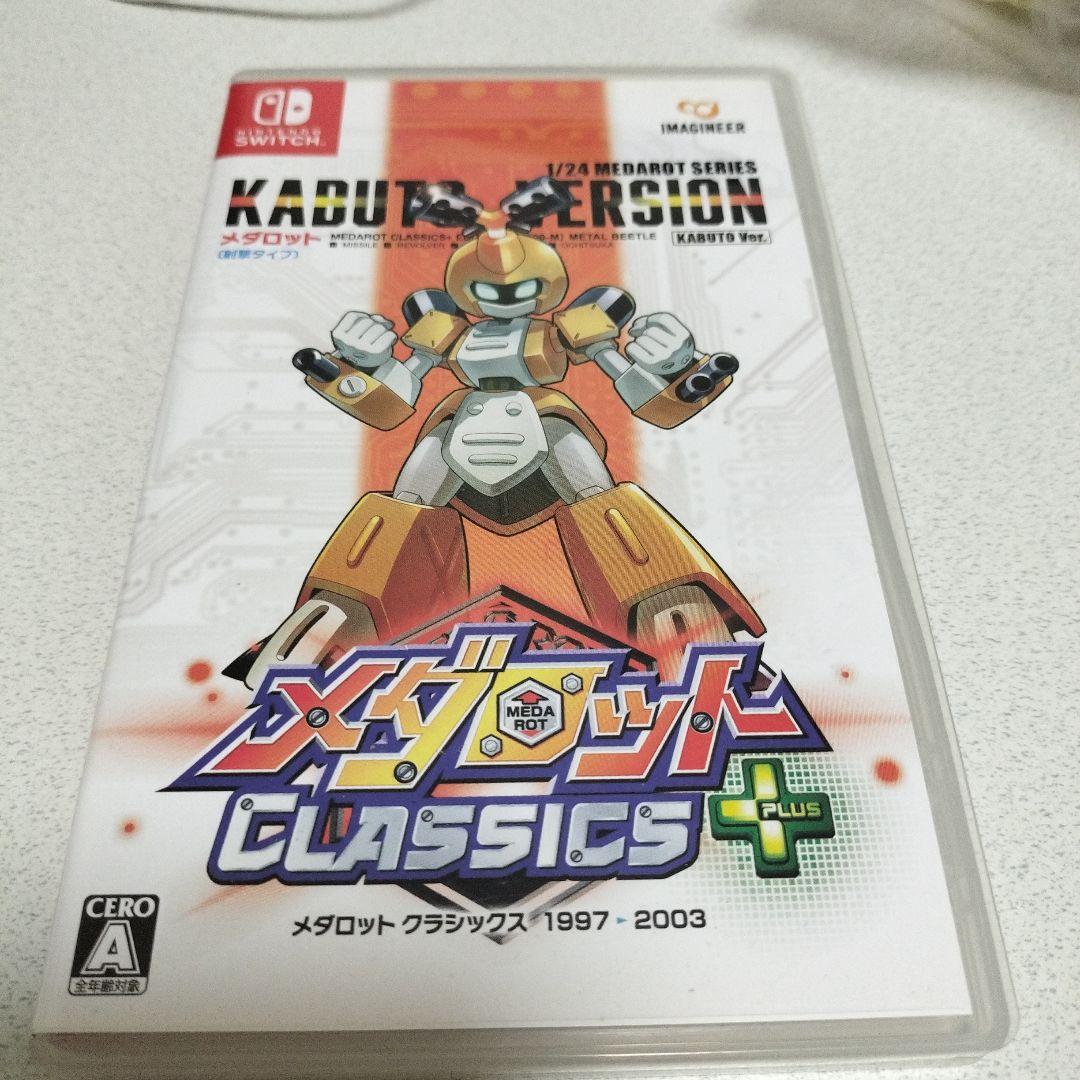 NINTENDO
SWITCH™
IMAGINEER
1/24 MEDAROT SERIES
KABUTO VERSION
メダロット
MEDAROT CLASSICS+ METAL BEETLE
KABUTO Ver.
(射撃タイプ)
MISSILE REVOLVER OCHITSUKA
メダロット
MEDA
ROT
CLASSICS
PLUS
メダロット クラシックス 1997 ▸ 2003
CERO
A
全年齢対象